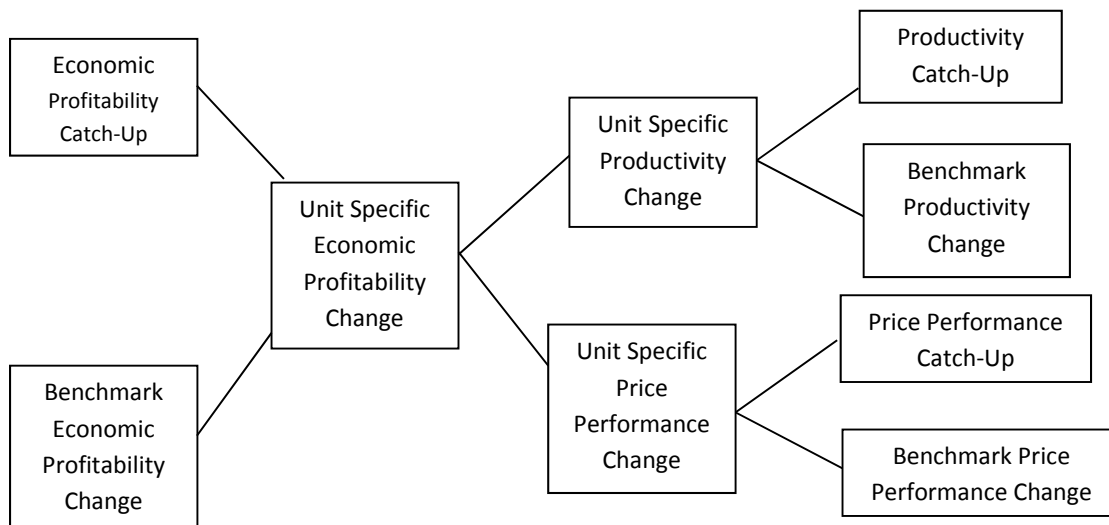 Economic
Profitability
Catch-Up
Benchmark
Economic
Profitability
Change
Unit Specific
Economic
Profitability
Change
Unit Specific
Productivity
Change
Unit Specific
Price
Performance
Change
Productivity
Catch-Up
Benchmark
Productivity
Change
Price Performance
Catch-Up
Benchmark Price
Performance Change